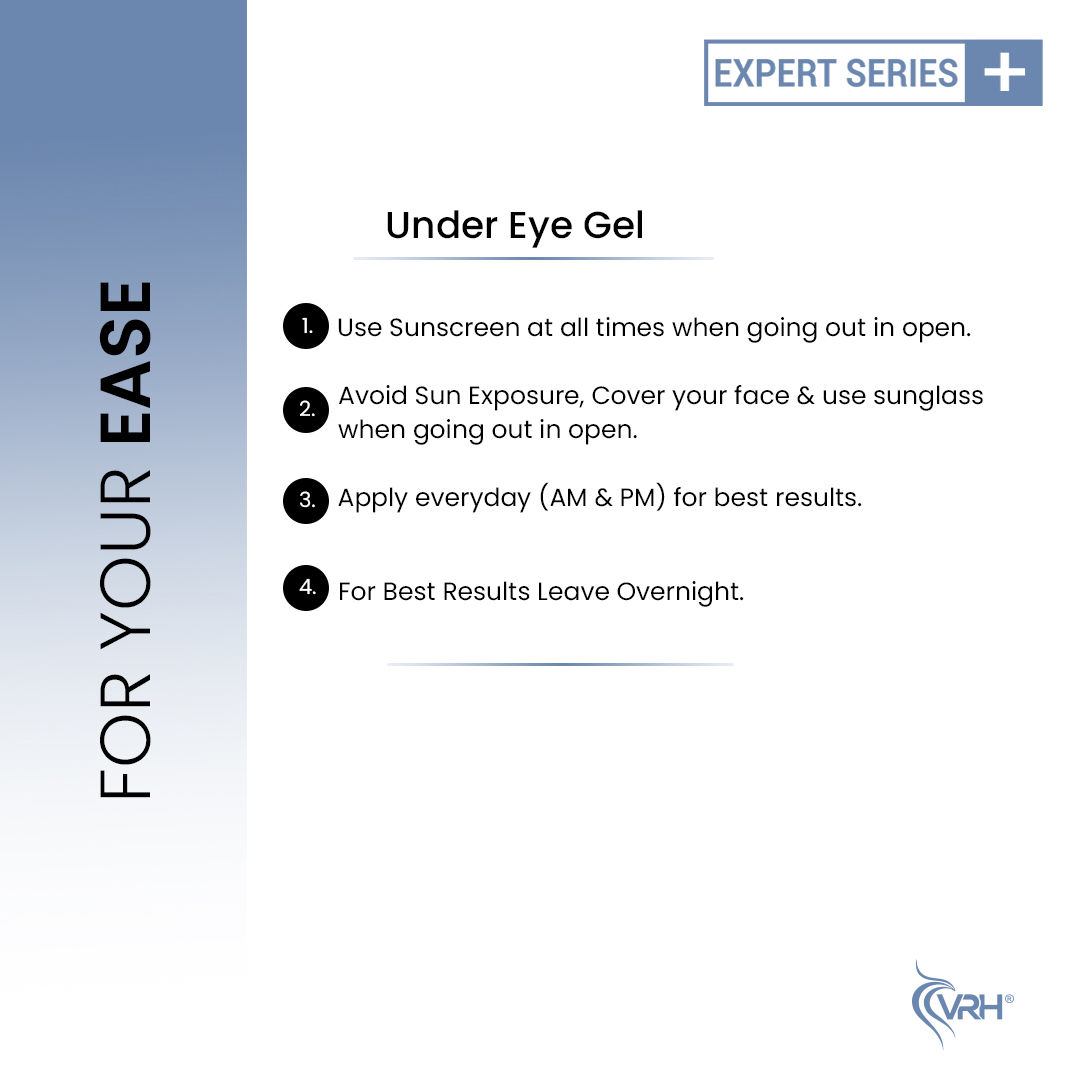 EXPERT SERIES +
FOR YOUR EASE
Under Eye Gel
1. Use Sunscreen at all times when going out in open.
2. Avoid Sun Exposure, Cover your face & use sunglass
when going out in open.
3. Apply everyday (AM & PM) for best results.
4. For Best Results Leave Overnight.
VRH®